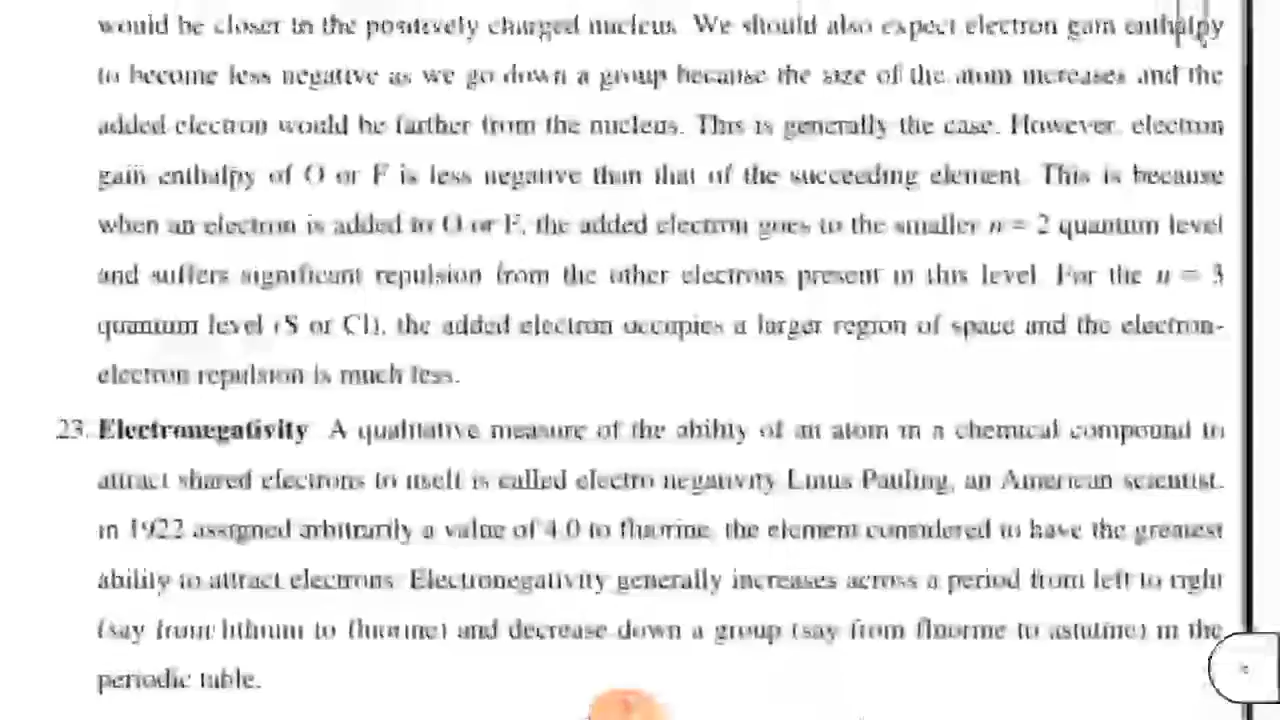 would be closer to the positively charged nucleus. We should also expect electron gain enthalpy
to become less negative as we go down a group because the size of the atom increases and the
added electron would be farther from the nucleus. This is generally the case. However, electron
gain enthalpy of O or F is less negative than that of the succeeding element. This is because
when an electron is added to O or F, the added electron goes to the smaller n = 2 quantum level
and suffers significant repulsion from the other electrons present in this level. For the n = 3
quantum level (S or Cl), the added electron occupies a larger region of space and the electron-
electron repulsion is much less.
23. Electronegativity A qualitative measure of the ability of an atom in a chemical compound to
attract shared electrons to itself is called electro negativity Linus Pauling, an American scientist,
in 1922 assigned arbitrarily a value of 4.0 to fluorine, the element considered to have the greatest
ability to attract electrons. Electronegativity generally increases across a period from left to right
(say from lithium to fluorine) and decrease down a group (say from fluorine to astatine) in the
periodic table.